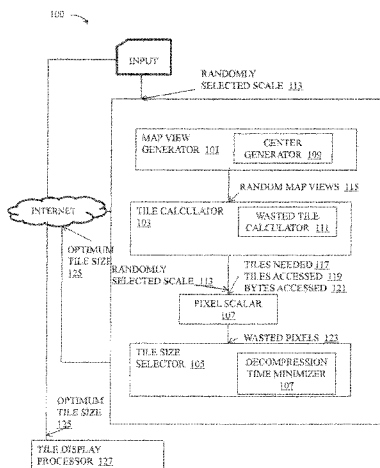 100
INPUT
RANDOMLY
SELECTED SCALE 113
MAP VIEW
GENERATOR 101
CENTER
GENERATOR 109
RANDOM MAP VIEWS 115
TILE CALCULATOR
103
WASTED TILE
CALCULATOR 111
INTERNET
OPTIMUM
TILE SIZE
125
RANDOMLY
SELECTED SCALE 113
TILES NEEDED 117
TILES ACCESSED 119
BYTES ACCESSED 121
PIXEL SCALAR
107
WASTED PIXELS 123
TILE SIZE
SELECTOR 105
DECOMPRESSION
TIME MINIMIZER
107
OPTIMUM
TILE SIZE
125
TILE DISPLAY
PROCESSOR 127